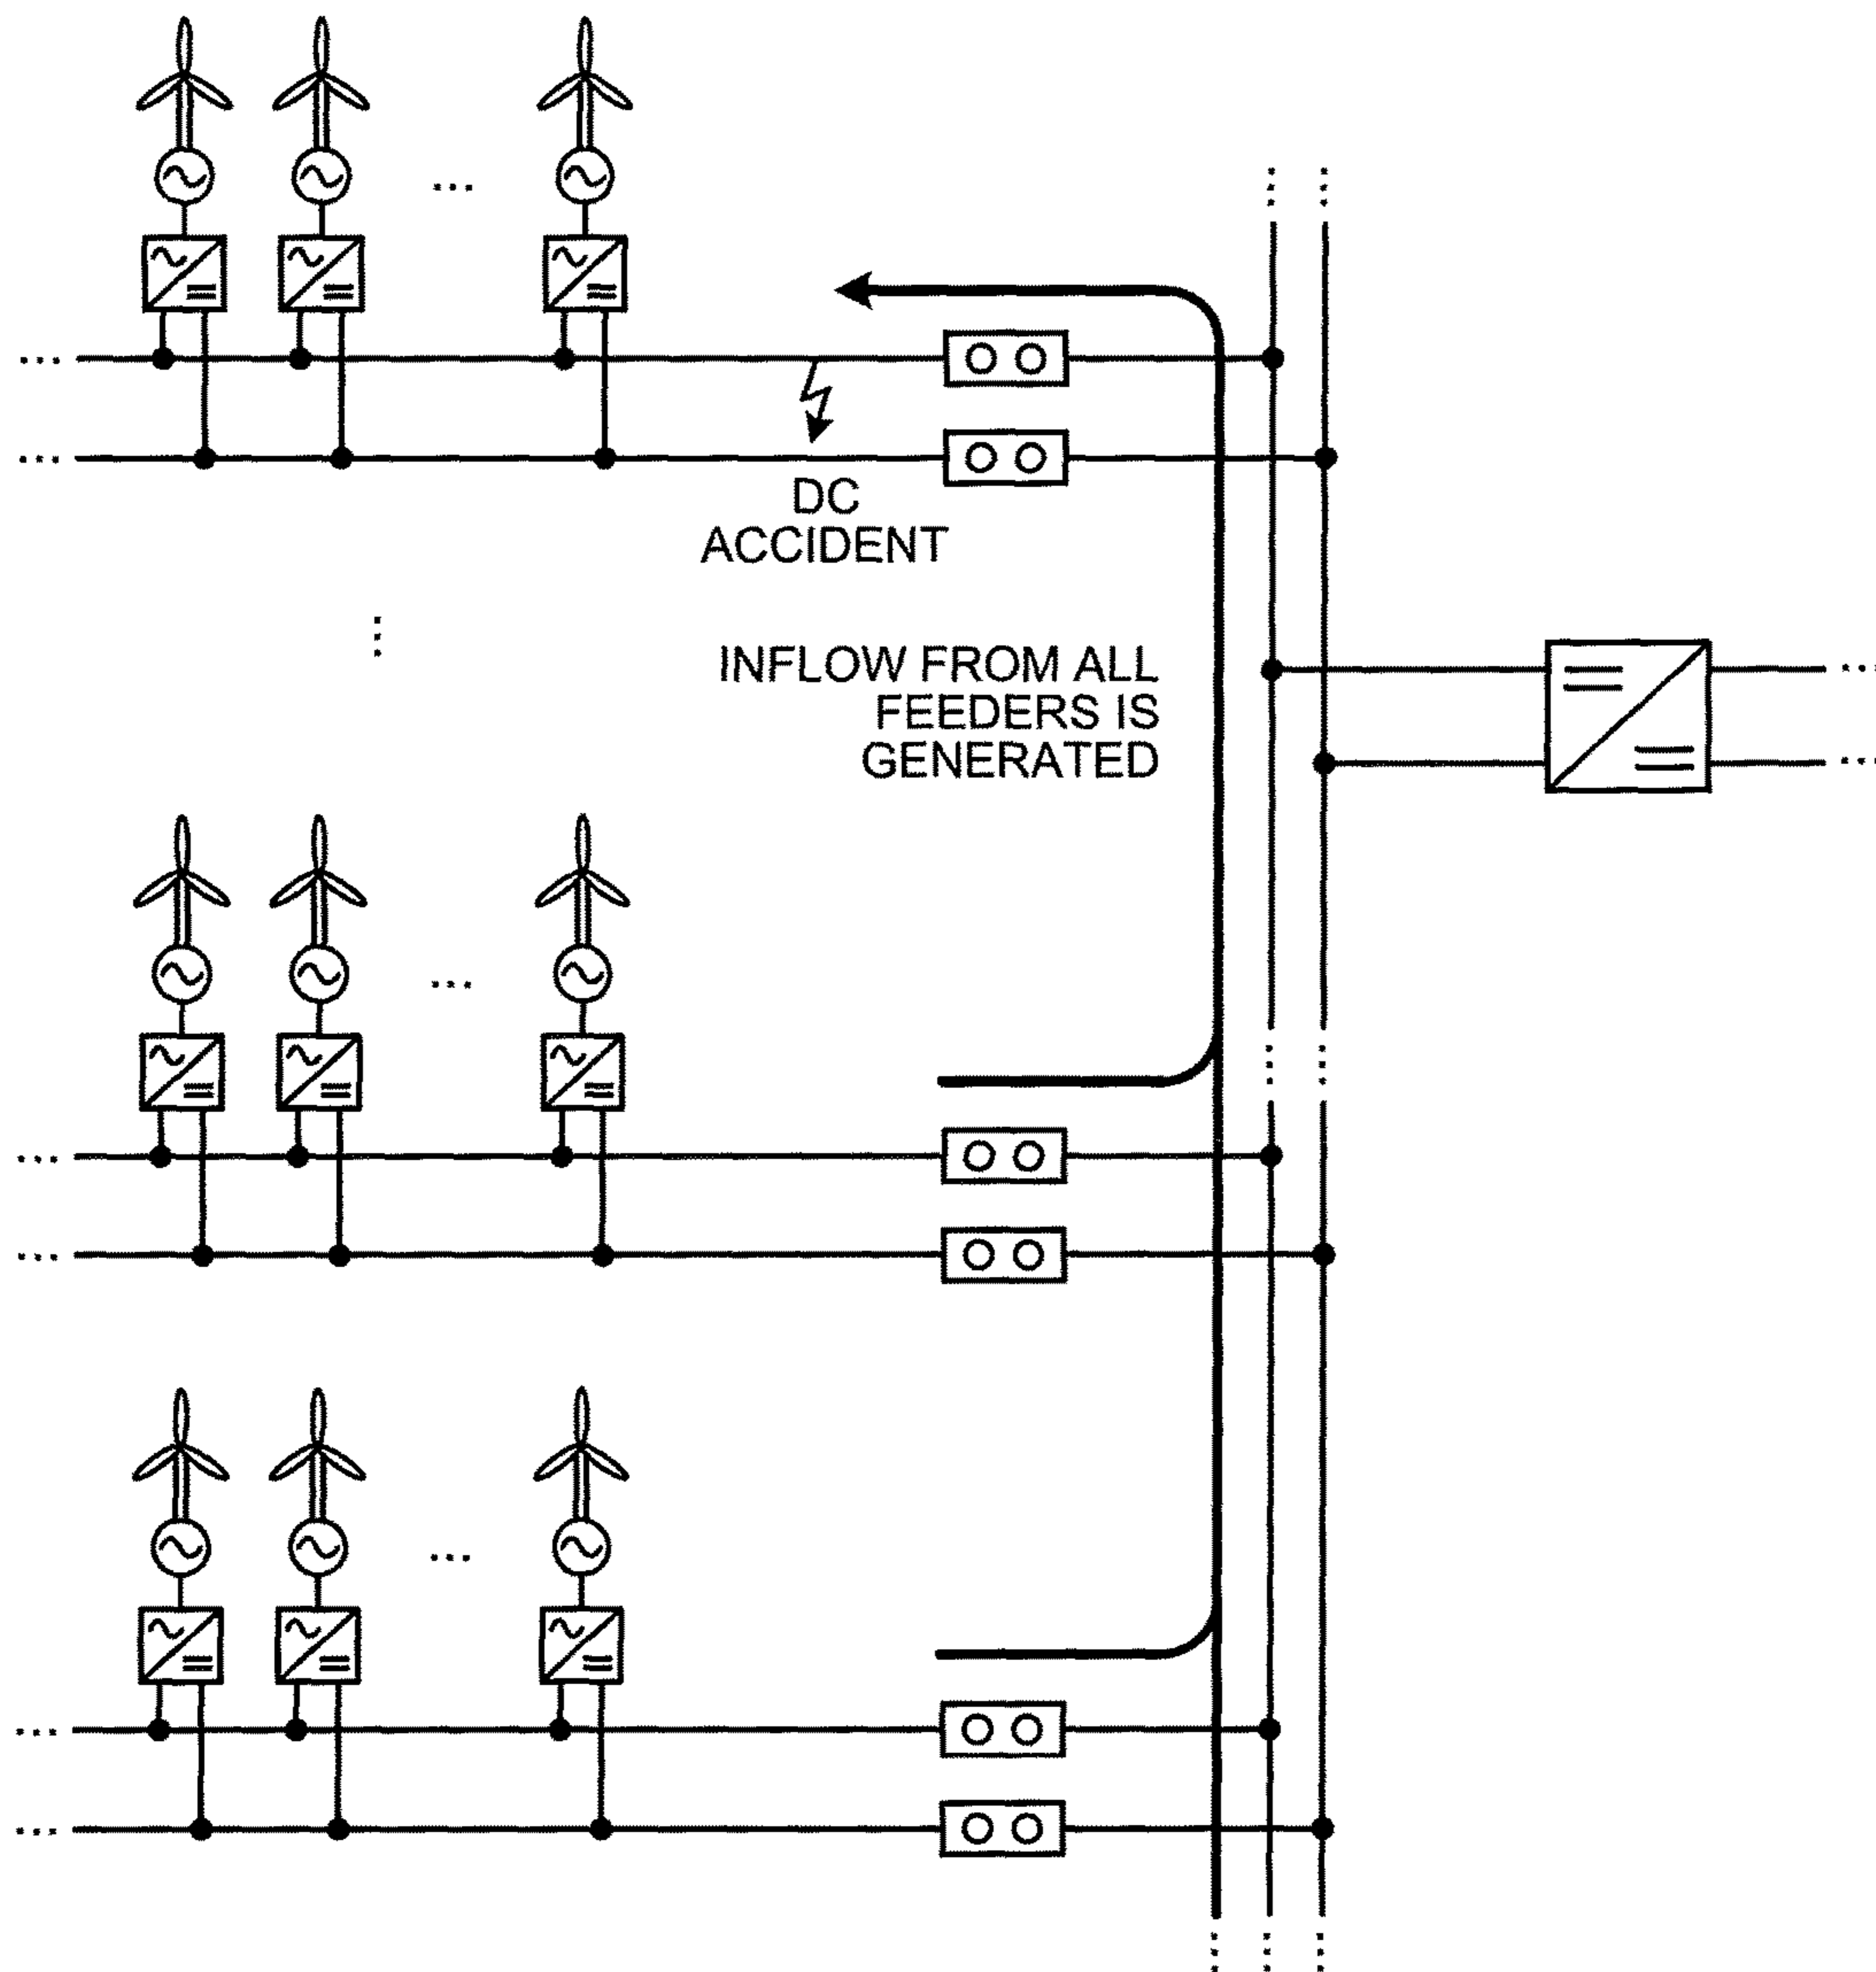 DC
ACCIDENT
INFLOW FROM ALL
FEEDERS IS
GENERATED